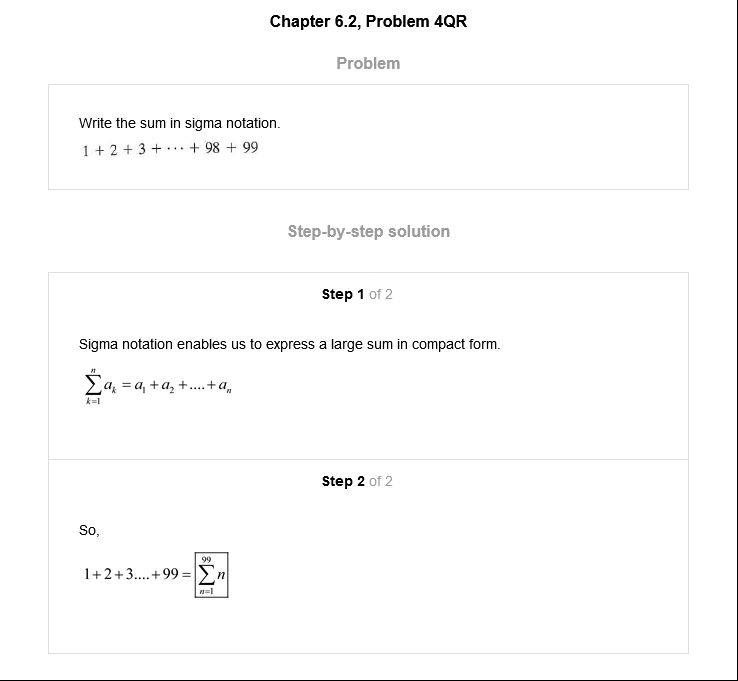 Chapter 6.2, Problem 4QR
Problem
Write the sum in sigma notation.
1 + 2 + 3 + ··· + 98 + 99
Step-by-step solution
Step 1 of 2
Sigma notation enables us to express a large sum in compact form.
\sum_{k=1}^{n} a_k = a_1 + a_2 + .... + a_n
Step 2 of 2
So,
1+2+3....+99 = \sum_{n=1}^{99} n